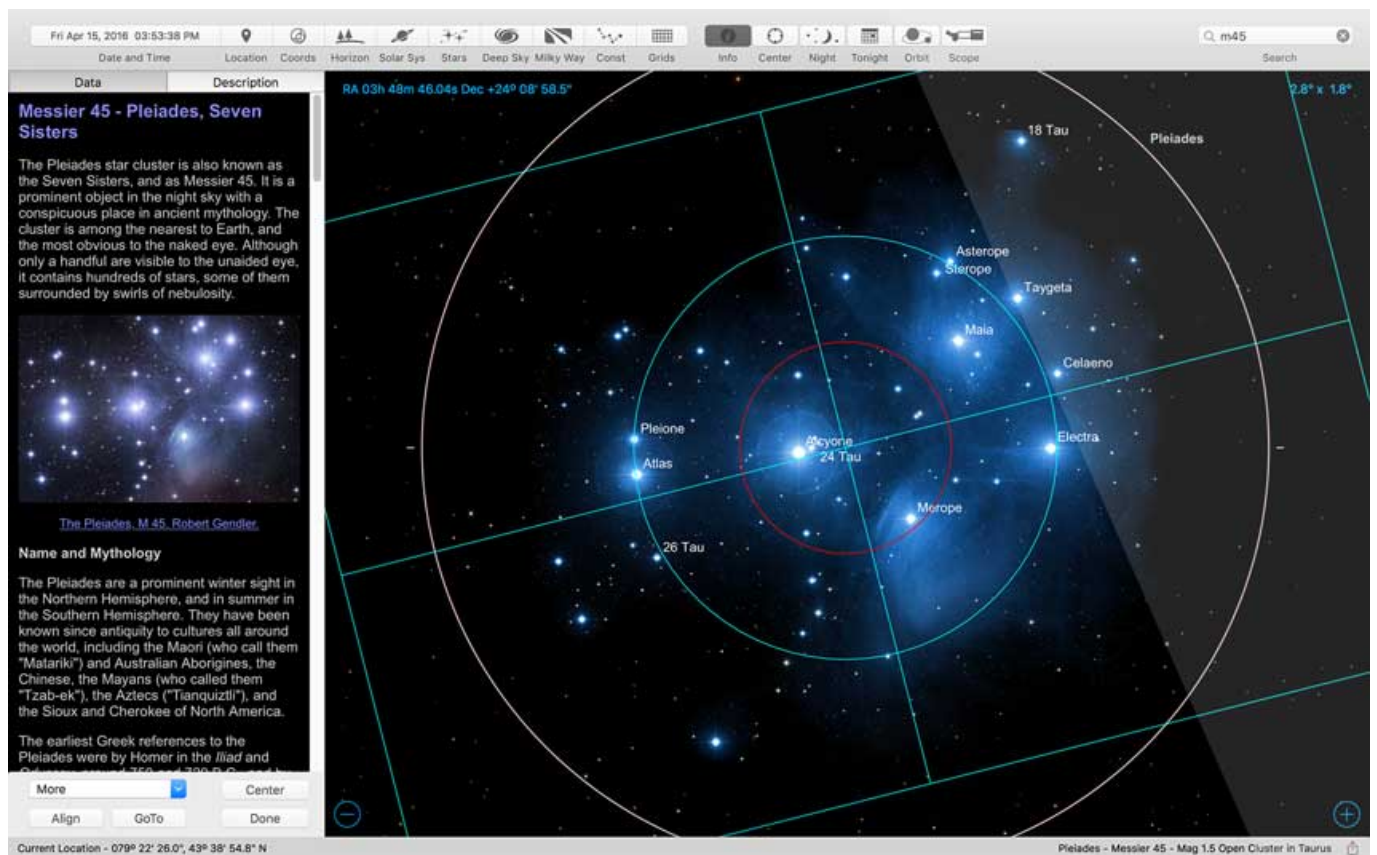 Fri Apr 15, 2016 03:53:38 PM
m45
Date and Time
Location
Coords
Horizon
Solar Sys
Stars
Deep Sky
Milky Way
Const
Grids
Info
Center
Night
Tonight
Orbit
Scope
Search
Data
Description
Messier 45 - Pleiades, Seven
Sisters
The Pleiades star cluster is also known as
the Seven Sisters, and as Messier 45. It is a
prominent object in the night sky with a
conspicuous place in ancient mythology. The
cluster is among the nearest to Earth, and
the most obvious to the naked eye. Although
only a handful are visible to the unaided eye,
it contains hundreds of stars, some of them
surrounded by swirls of nebulosity.
The Pleiades, M 45, Robert Gendler.
Name and Mythology
The Pleiades are a prominent winter sight in
the Northern Hemisphere, and in summer in
the Southern Hemisphere. They have been
known since antiquity to cultures all around
the world, including the Maori (who call them
"Matariki") and Australian Aborigines, the
Chinese, the Mayans (who called them
"Tzab-ek"), the Aztecs ("Tianquiztli"), and
the Sioux and Cherokee of North America.
The earliest Greek references to the
Pleiades were by Homer in the Iliad and
More
Center
Align
GoTo
Done
RA 03h 48m 46.04s Dec +24º 08' 58.5"
2.8° x 1.8°
18 Tau
Pleiades
Asterope
Sterope
Taygeta
Maia
Celaeno
Pleione
Alcyone
24 Tau
Electra
Atlas
Merope
26 Tau
Current Location - 079º 22' 26.0", 43º 38' 54.8" N
Pleiades - Messier 45 - Mag 1.5 Open Cluster in Taurus